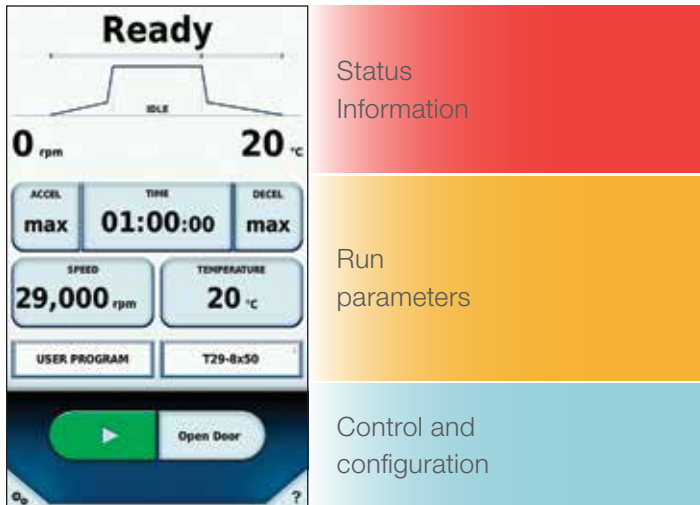 Ready
IDLE
0 rpm
20 °C
Status
Information
ACCEL
TIME
DECEL
max
01:00:00
max
SPEED
TEMPERATURE
29,000 rpm
20 °C
USER PROGRAM
T29-8x50
Run
parameters
Open Door
?
Control and
configuration